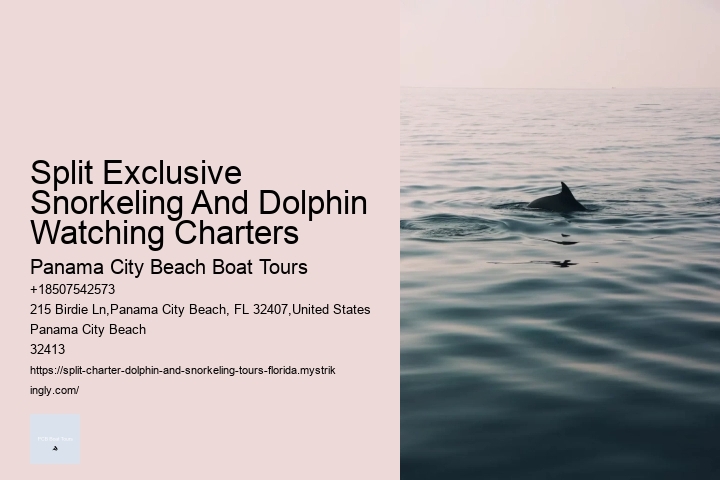 Split Exclusive
Snorkeling And Dolphin
Watching Charters
Panama City Beach Boat Tours
+18507542573
215 Birdie Ln,Panama City Beach, FL 32407,United States
Panama City Beach
32413
https://split-charter-dolphin-and-snorkeling-tours-florida.mystrik
ingly.com/